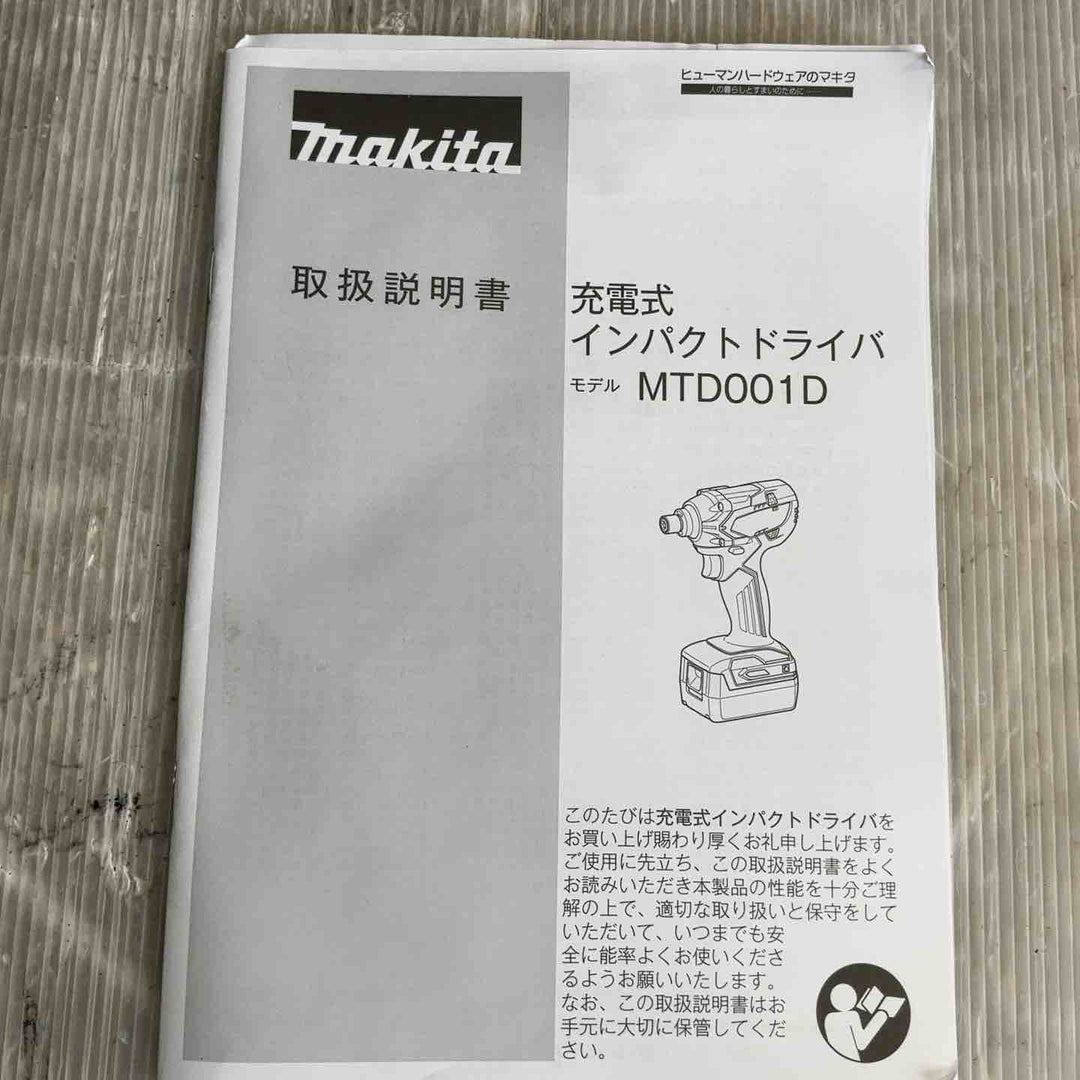 ヒューマンハードウェアのマキタ
人の暮らしとすまいのために……
makita
取扱説明書
充電式
インパクトドライバ
モデル MTD001D
このたびは充電式インパクトドライバを
お買い上げ賜わり厚くお礼申し上げます。
ご使用に先立ち、この取扱説明書をよく
お読みいただき本製品の性能を十分ご理
解の上で、適切な取り扱いと保守をして
いただいて、いつまでも安
全に能率よくお使いくださ
るようお願いいたします。
なお、この取扱説明書はお
手元に大切に保管してくだ
さい。